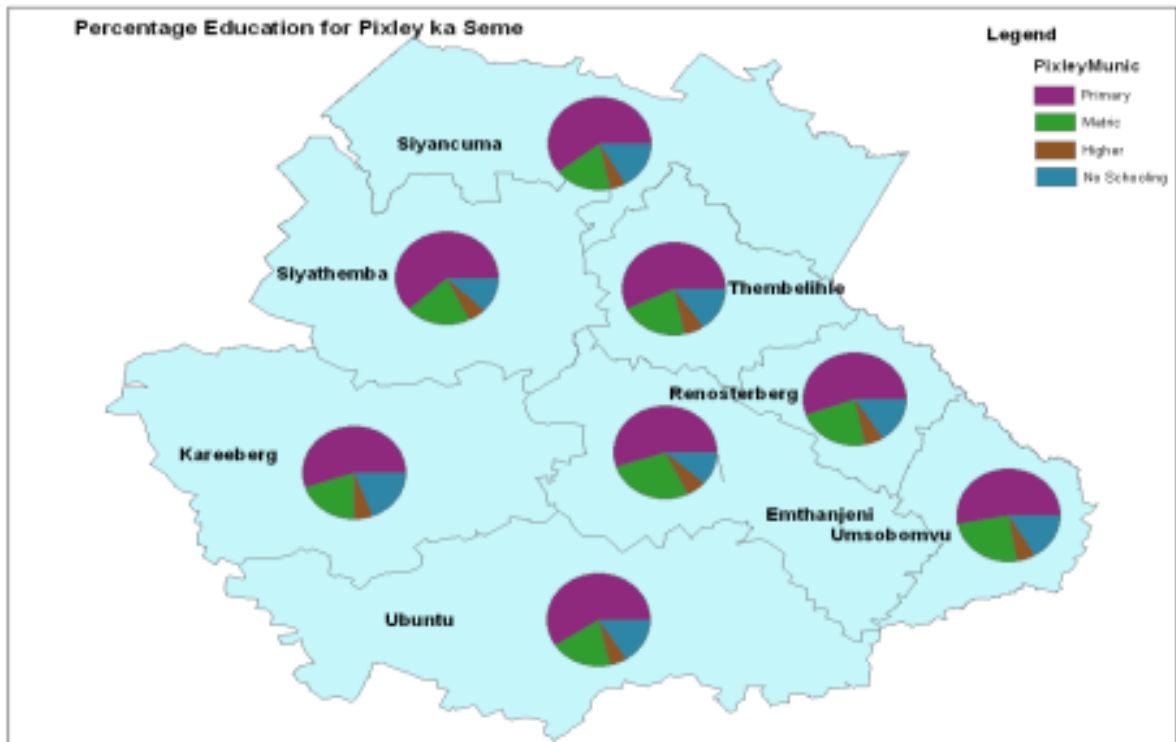 Percentage Education for Pixley ka Seme
Legend
PixleyMunic
Primary
Matric
Higher
No Schooling
Siyancuma
Siyathemba
Thembelihle
Renosterberg
Kareeberg
Emthanjeni
Umsobomvu
Ubuntu